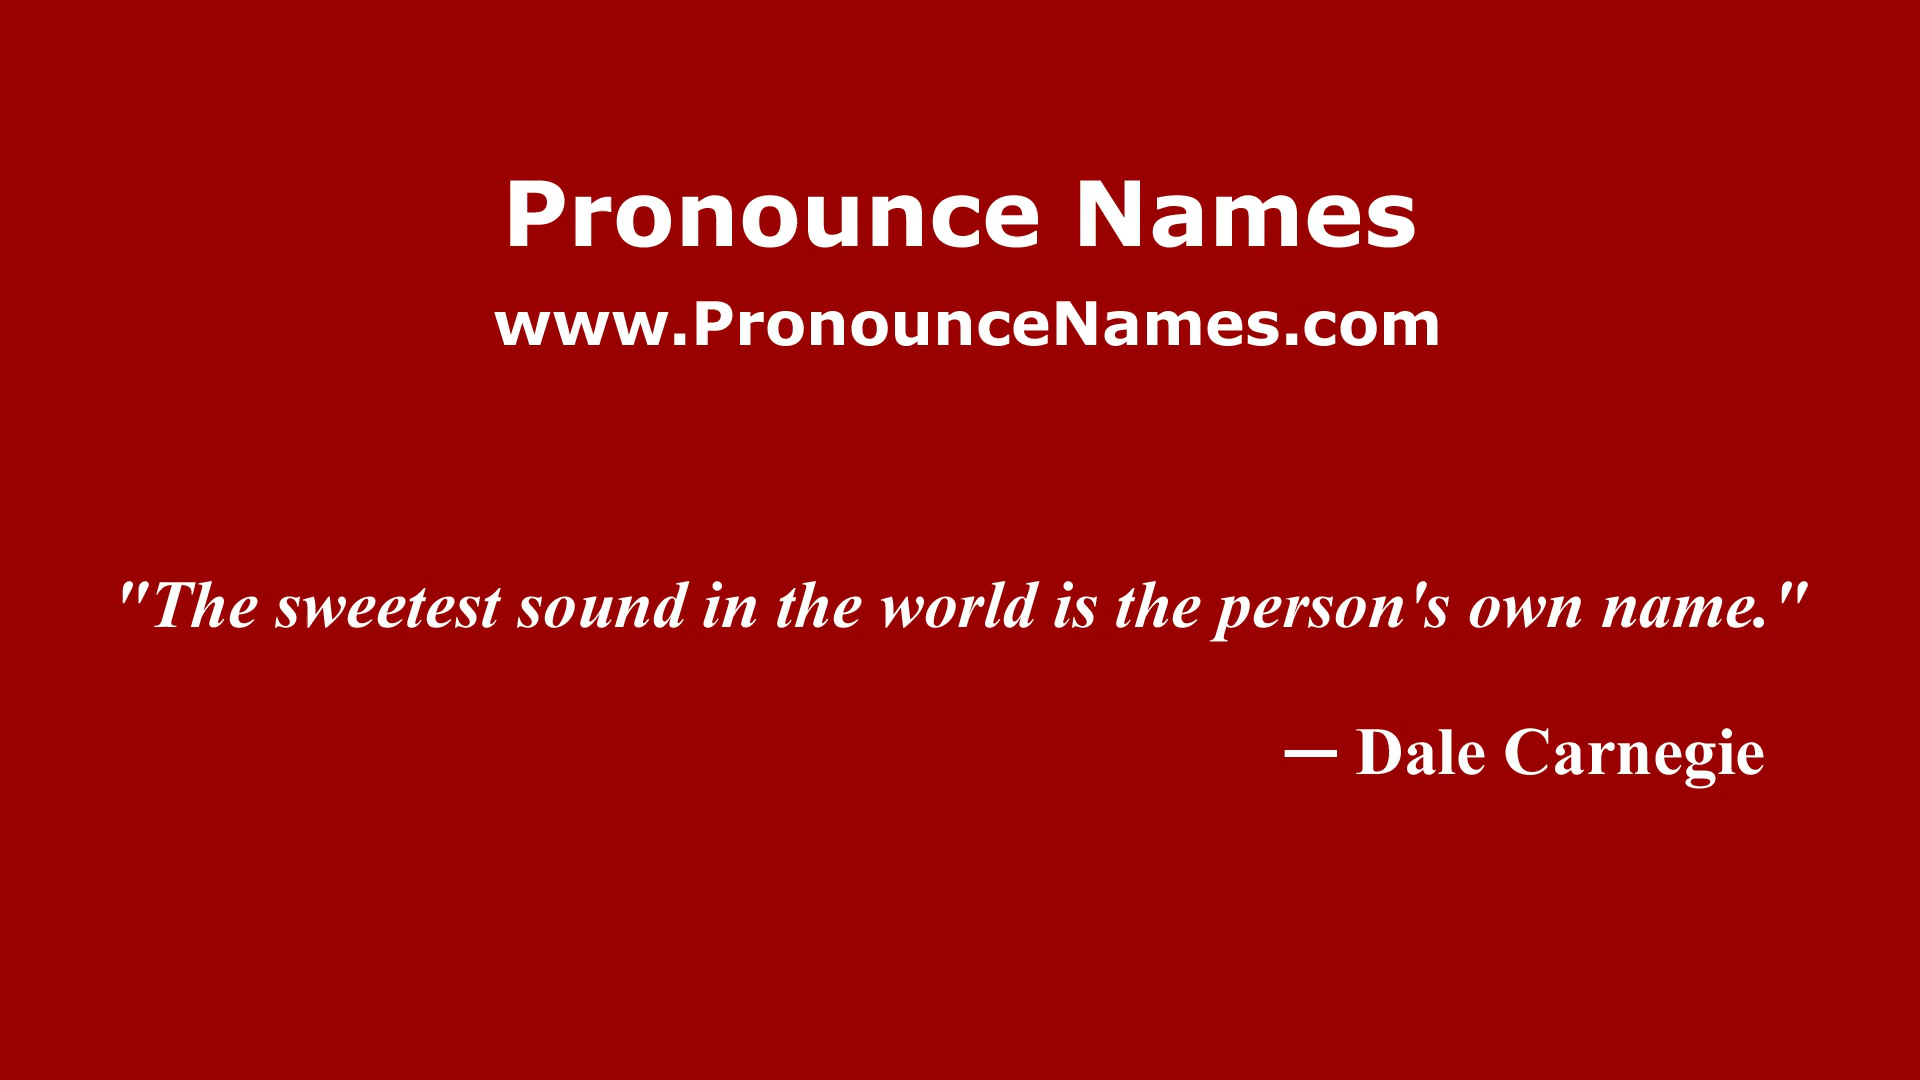 Pronounce Names
www.PronounceNames.com
"The sweetest sound in the world is the person's own name."
— Dale Carnegie